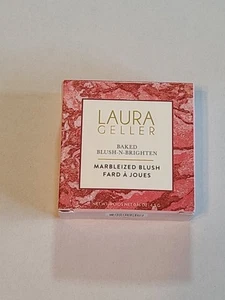 LAURA
GELLER
BAKED
BLUSH-N-BRIGHTEN
MARBLEIZED BLUSH
FARD À JOUES